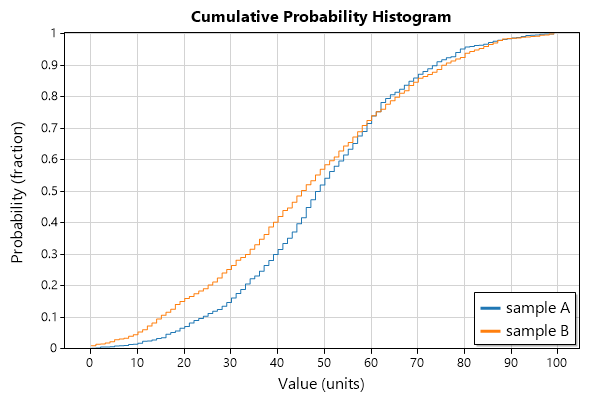 Cumulative Probability Histogram
Probability (fraction)
1
0.9
0.8
0.7
0.6
0.5
0.4
0.3
0.2
0.1
0
0 10 20 30 40 50 60 70 80 90 100
Value (units)
sample A
sample B